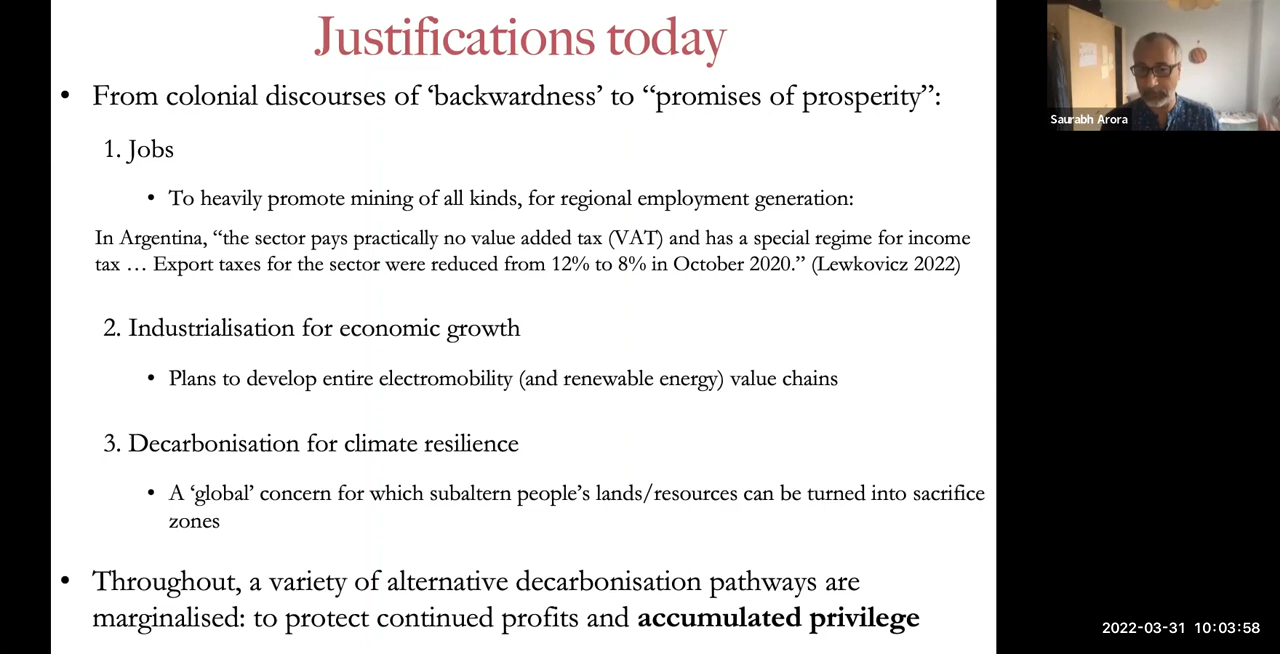 Justifications today
• From colonial discourses of ‘backwardness’ to “promises of prosperity”:
1. Jobs
• To heavily promote mining of all kinds, for regional employment generation:
In Argentina, “the sector pays practically no value added tax (VAT) and has a special regime for income
tax … Export taxes for the sector were reduced from 12% to 8% in October 2020.” (Lewkovicz 2022)
2. Industrialisation for economic growth
• Plans to develop entire electromobility (and renewable energy) value chains
3. Decarbonisation for climate resilience
• A ‘global’ concern for which subaltern people’s lands/resources can be turned into sacrifice
zones
• Throughout, a variety of alternative decarbonisation pathways are
marginalised: to protect continued profits and accumulated privilege
Saurabh Arora
2022-03-31 10:03:58